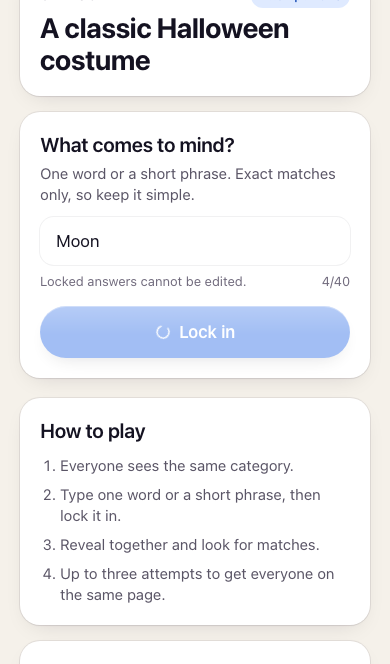 A classic Halloween
costume
What comes to mind?
One word or a short phrase. Exact matches
only, so keep it simple.
Moon
Locked answers cannot be edited. 4/40
Lock in
How to play
1. Everyone sees the same category.
2. Type one word or a short phrase, then
lock it in.
3. Reveal together and look for matches.
4. Up to three attempts to get everyone on
the same page.